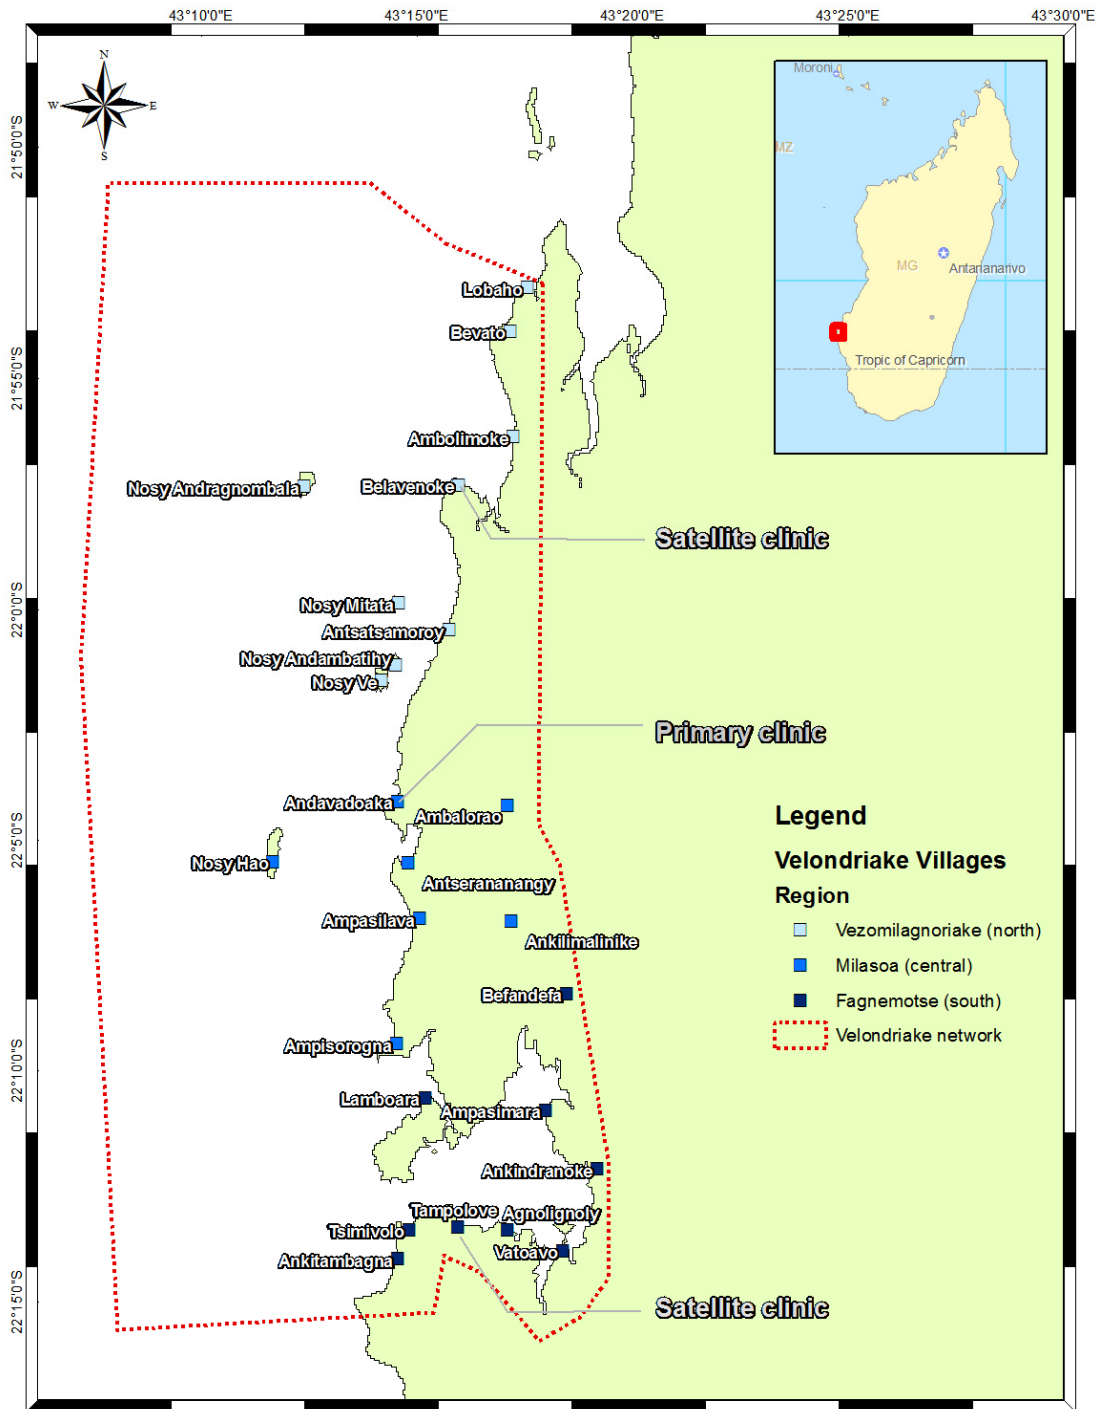 43°10'0"E
43°15'0"E
43°20'0"E
43°25'0"E
43°30'0"E
N
W
E
S
21°50'0"S
21°55'0"S
22°0'0"S
22°5'0"S
22°10'0"S
22°15'0"S
Moroni
MZ
MG
Antananarivo
Tropic of Capricorn
Lobaho
Bevato
Ambolimoke
Nosy Andragnombala
Belavenoke
Satellite clinic
Nosy Mitata
Antsatsamoroy
Nosy Andambatihy
Nosy Ve
Primary clinic
Andavadoaka
Ambalorao
Nosy Hao
Antserananangy
Ampasilava
Ankilimalinike
Befandefa
Ampisorogna
Lamboara
Ampasimara
Ankindranoke
Tampolove
Agnolignoly
Tsimivolo
Vatoavo
Ankitambagna
Satellite clinic
Legend
Velondriake Villages
Region
Vezomilagnoriake (north)
Milasoa (central)
Fagnemotse (south)
Velondriake network